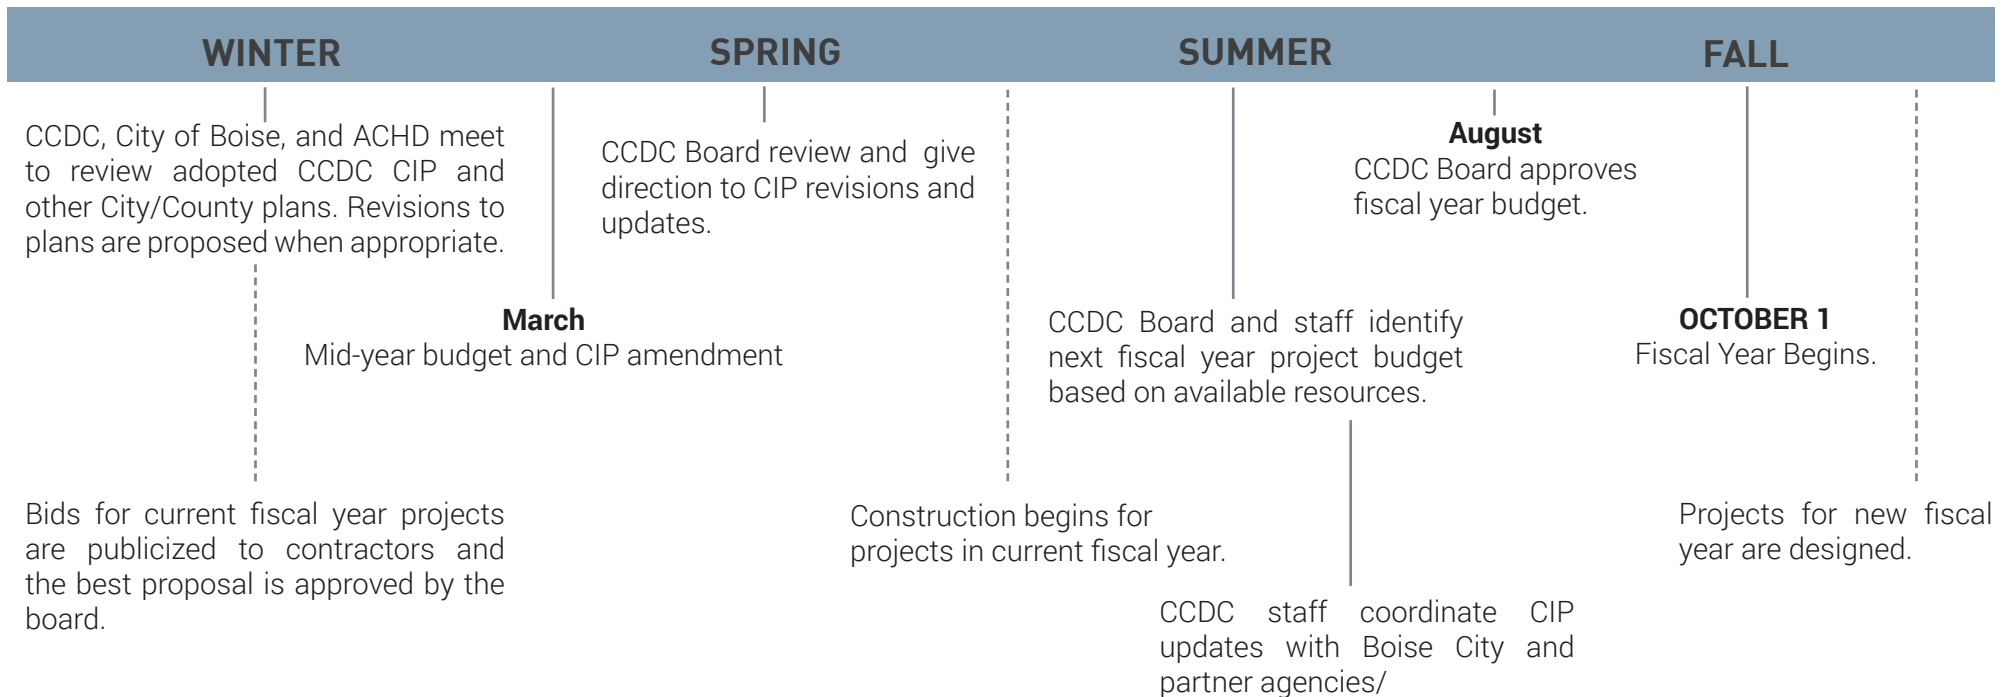 WINTER
SPRING
SUMMER
FALL
CCDC, City of Boise, and ACHD meet
to review adopted CCDC CIP and
other City/County plans. Revisions to
plans are proposed when appropriate.
March
Mid-year budget and CIP amendment
CCDC Board review and give
direction to CIP revisions and
updates.
August
CCDC Board approves
fiscal year budget.
CCDC Board and staff identify
next fiscal year project budget
based on available resources.
OCTOBER 1
Fiscal Year Begins.
Bids for current fiscal year projects
are publicized to contractors and
the best proposal is approved by the
board.
Construction begins for
projects in current fiscal year.
CCDC staff coordinate CIP
updates with Boise City and
partner agencies/
Projects for new fiscal
year are designed.